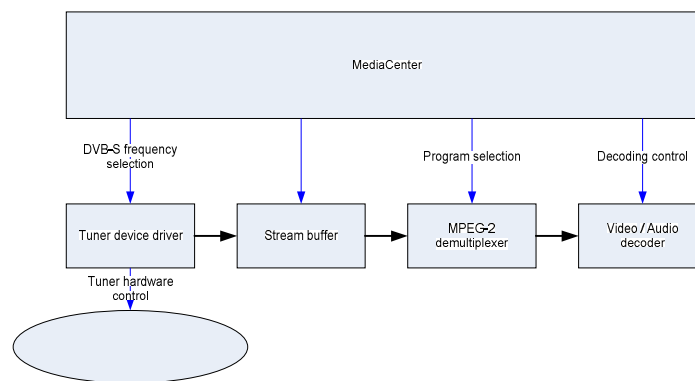 MediaCenter
DVB-S frequency
selection
Program selection
Decoding control
Tuner device driver
Stream buffer
MPEG-2
demultiplexer
Video / Audio
decoder
Tuner hardware
control